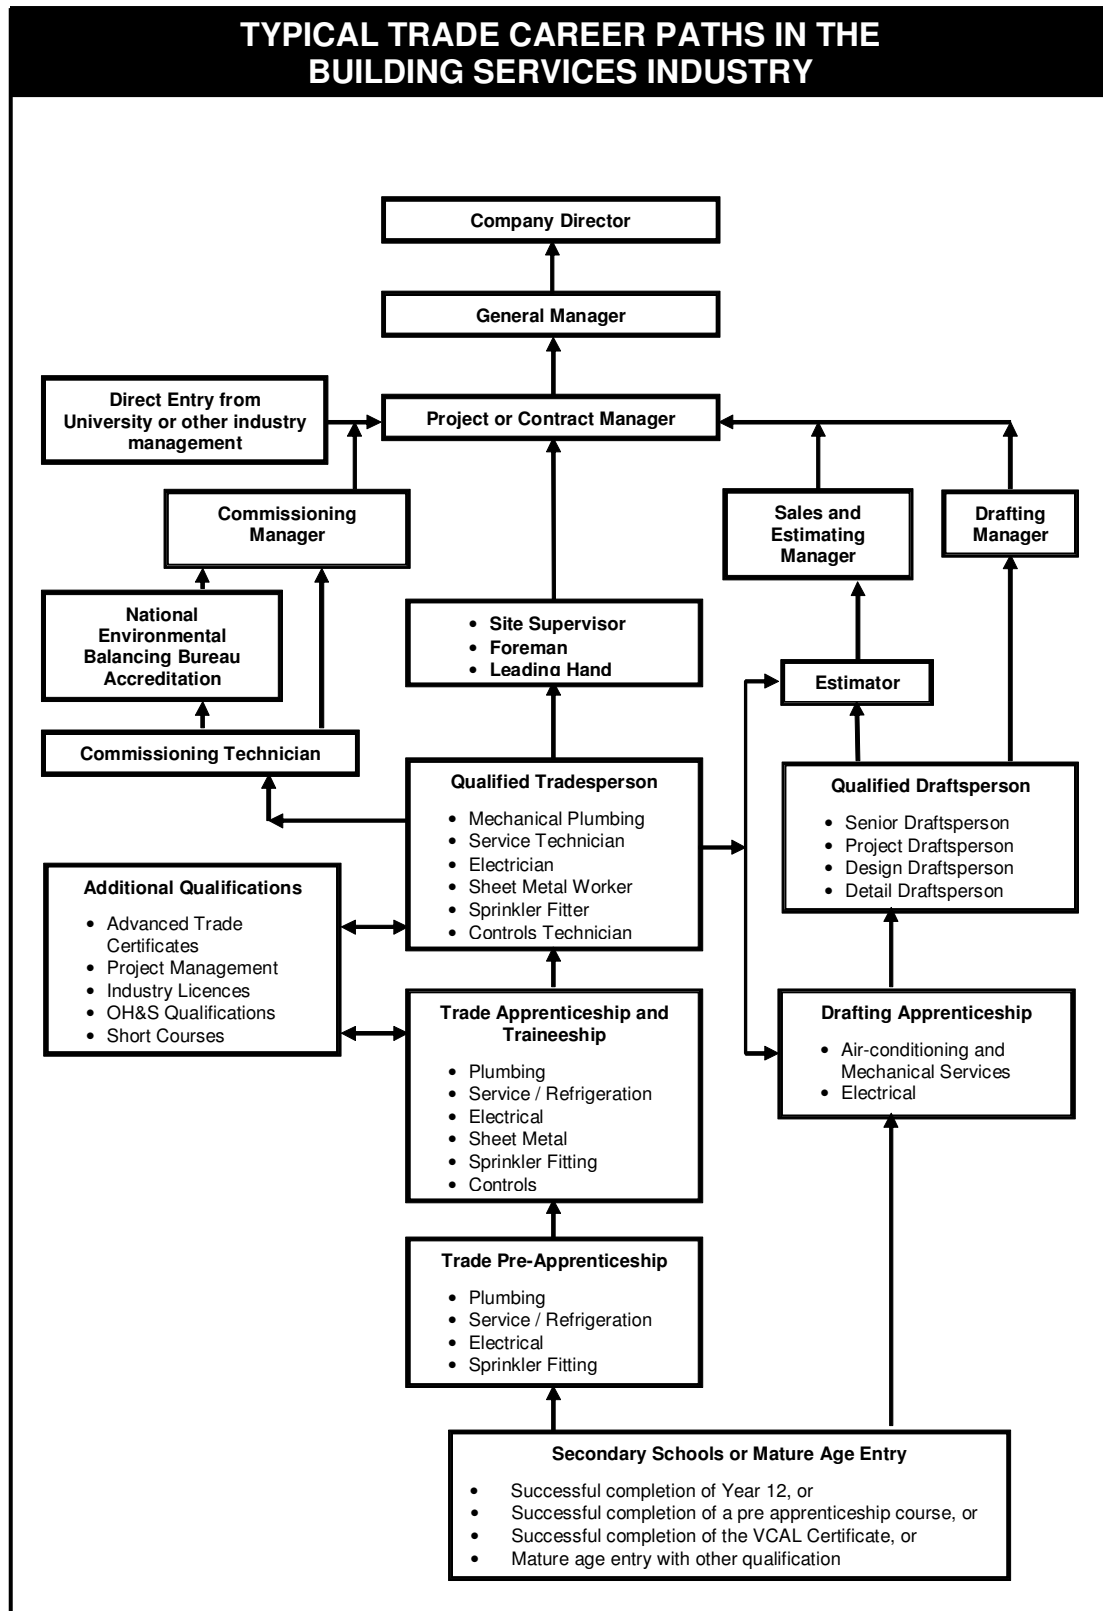 TYPICAL TRADE CAREER PATHS IN THE
BUILDING SERVICES INDUSTRY
Company Director
General Manager
Direct Entry from
University or other industry
management
Project or Contract Manager
Commissioning
Manager
Sales and
Estimating
Manager
Drafting
Manager
National
Environmental
Balancing Bureau
Accreditation
• Site Supervisor
• Foreman
• Leading Hand
Estimator
Commissioning Technician
Qualified Tradesperson
• Mechanical Plumbing
• Service Technician
• Electrician
• Sheet Metal Worker
• Sprinkler Fitter
• Controls Technician
Qualified Draftsperson
• Senior Draftsperson
• Project Draftsperson
• Design Draftsperson
• Detail Draftsperson
Additional Qualifications
• Advanced Trade
Certificates
• Project Management
• Industry Licences
• OH&S Qualifications
• Short Courses
Trade Apprenticeship and
Traineeship
• Plumbing
• Service / Refrigeration
• Electrical
• Sheet Metal
• Sprinkler Fitting
• Controls
Drafting Apprenticeship
• Air-conditioning and
Mechanical Services
• Electrical
Trade Pre-Apprenticeship
• Plumbing
• Service / Refrigeration
• Electrical
• Sprinkler Fitting
Secondary Schools or Mature Age Entry
• Successful completion of Year 12, or
• Successful completion of a pre apprenticeship course, or
• Successful completion of the VCAL Certificate, or
• Mature age entry with other qualification